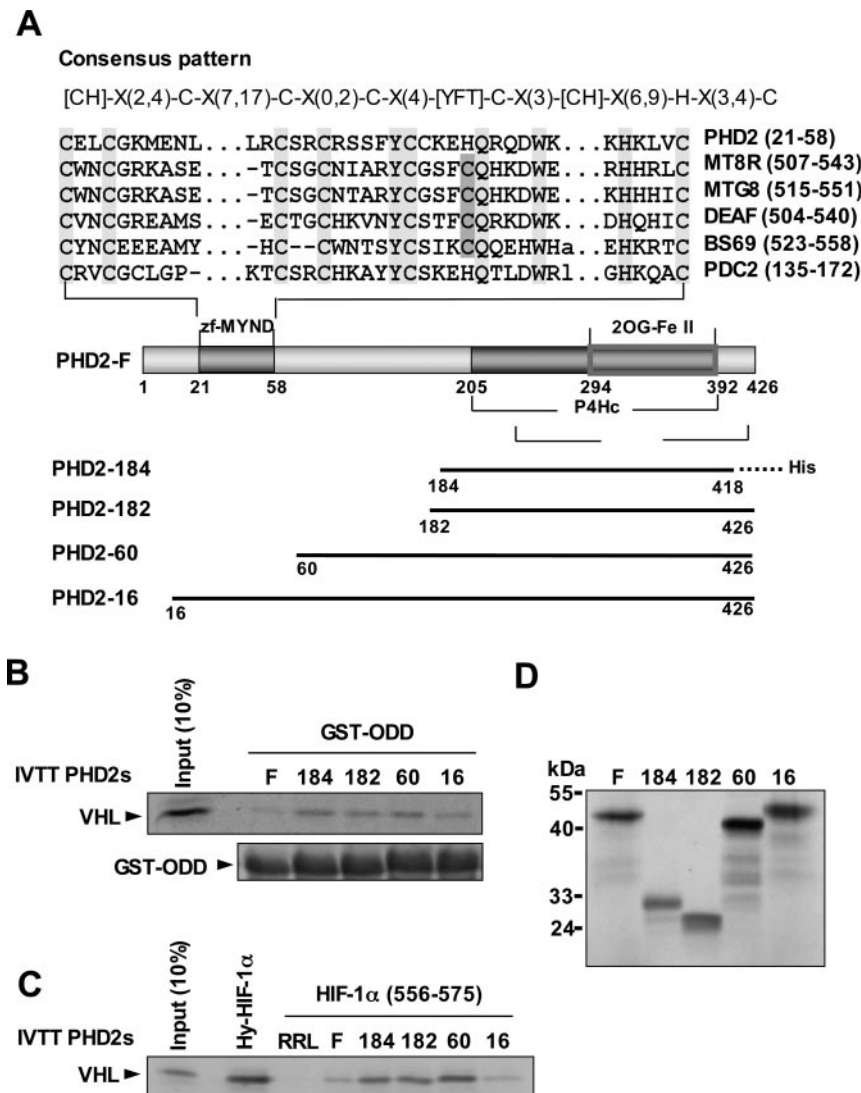 A
Consensus pattern
[CH]-X(2,4)-C-X(7,17)-C-X(0,2)-C-X(4)-[YFT]-C-X(3)-[CH]-X(6,9)-H-X(3,4)-C
CELCGKMENL...LRCSRCRSSFYCCKEHQRQDWK...KHKLVC PHD2 (21-58)
CWNCGRKASE...-TCSGCNIARYCGSFCQHKDWE...RHHRLC MT8R (507-543)
CWNCGRKASE...-TCSGCNTARYCGSFCQHKDWE...KHHHIC MTG8 (515-551)
CVNCGREAMS...ECTGCHKVNYCSTFCQRKDWK...DHQHIC DEAF (504-540)
CYNCEEEAMY...-HC--CWNTSYCSIKCQQEHWHa..EHKRTC BS69 (523-558)
CRVCGCLGP-...KTCSRCHKAYYCSKEHQTLDWRl..GHKQAC PDC2 (135-172)
zf-MYND 2OG-Fe II
PHD2-F
1 21 58 205 294 392 426
P4Hc
PHD2-184 His
184 418
PHD2-182
182 426
PHD2-60
60 426
PHD2-16
16 426
B
Input (10%)
GST-ODD
IVTT PHD2s F 184 182 60 16
VHL
GST-ODD
D
kDa F 184 182 60 16
55-
40-
33-
24-
C
Input (10%)
Hy-HIF-1α
HIF-1α (556-575)
IVTT PHD2s RRL F 184 182 60 16
VHL